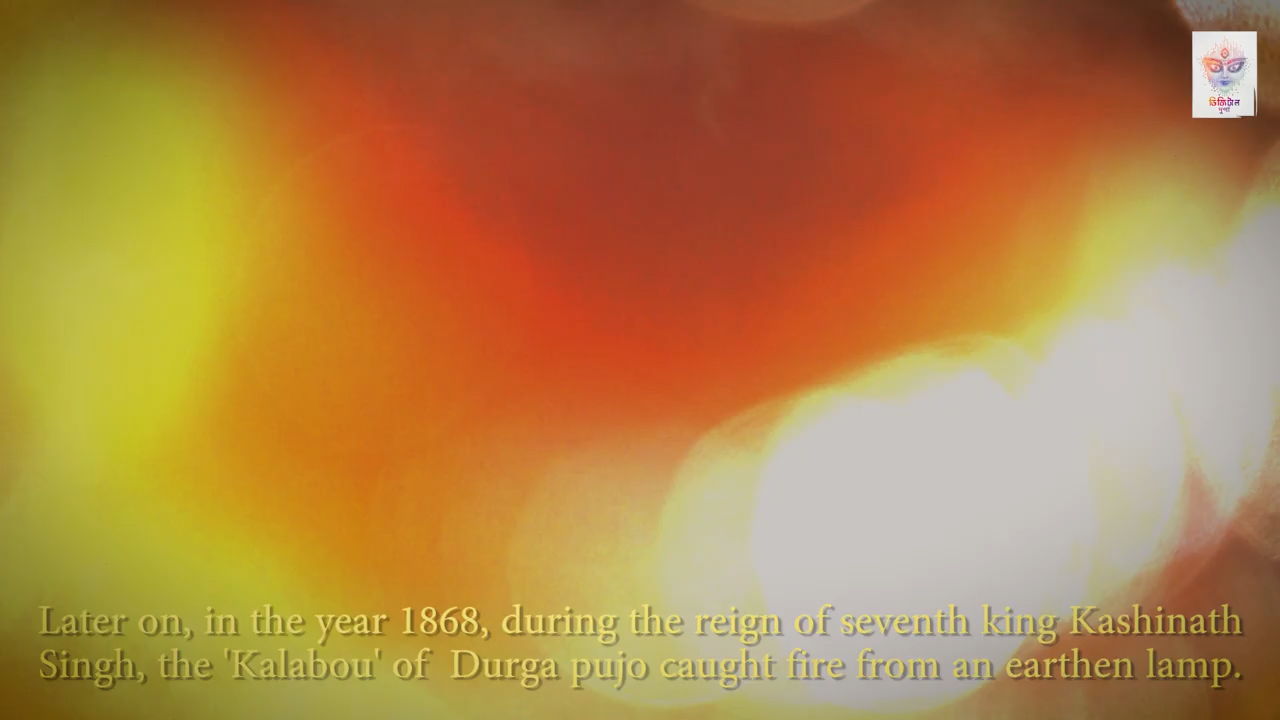 ডিজিটাল
দুর্গা
Later on, in the year 1868, during the reign of seventh king Kashinath
Singh, the 'Kalabou' of Durga pujo caught fire from an earthen lamp.